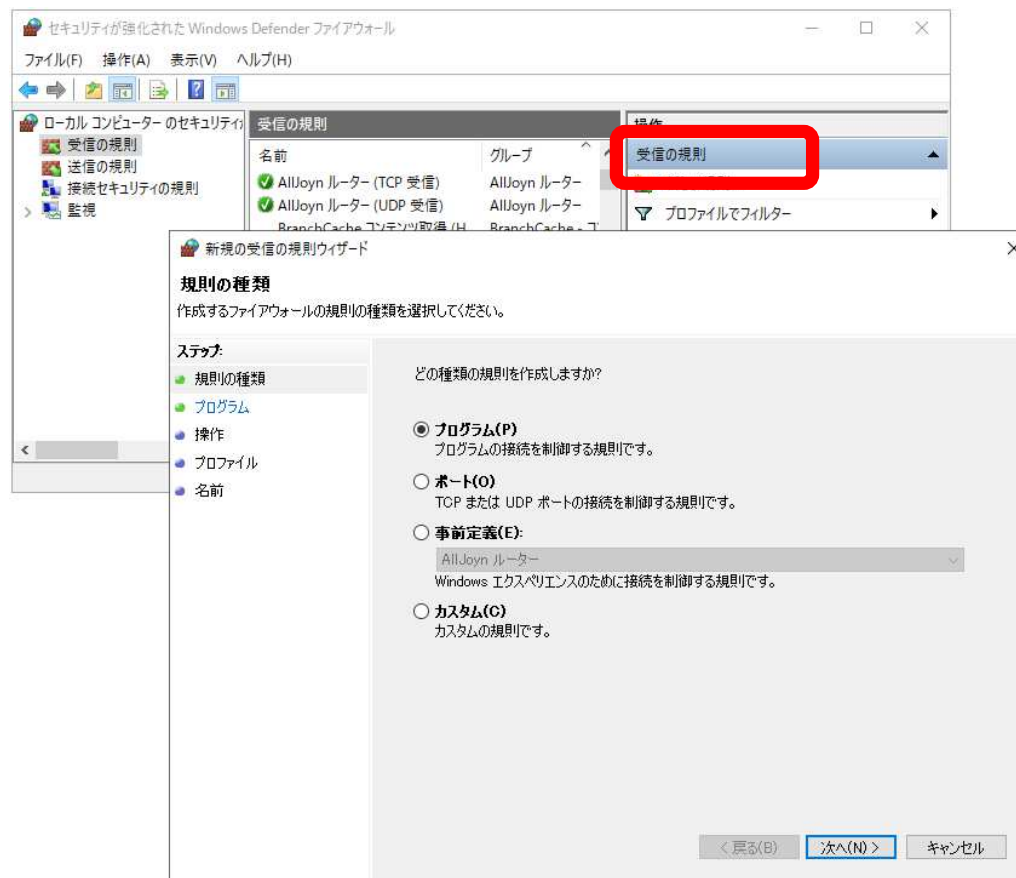 セキュリティが強化された Windows Defender ファイアウォール
ファイル(F) 操作(A) 表示(V) ヘルプ(H)
ローカル コンピューター のセキュリティ
受信の規則
送信の規則
接続セキュリティの規則
監視
受信の規則
名前 グループ
AllJoyn ルーター (TCP 受信) AllJoyn ルーター
AllJoyn ルーター (UDP 受信) AllJoyn ルーター
BranchCache コンテンツ取得 (H BranchCache - コ
操作
受信の規則
プロファイルでフィルター
新規の受信の規則ウィザード
規則の種類
作成するファイアウォールの規則の種類を選択してください。
ステップ:
規則の種類
プログラム
操作
プロファイル
名前
どの種類の規則を作成しますか?
プログラム(P)
プログラムの接続を制御する規則です。
ポート(O)
TCP または UDP ポートの接続を制御する規則です。
事前定義(E):
AllJoyn ルーター
Windows エクスペリエンスのために接続を制御する規則です。
カスタム(C)
カスタムの規則です。
< 戻る(B) 次へ(N) > キャンセル